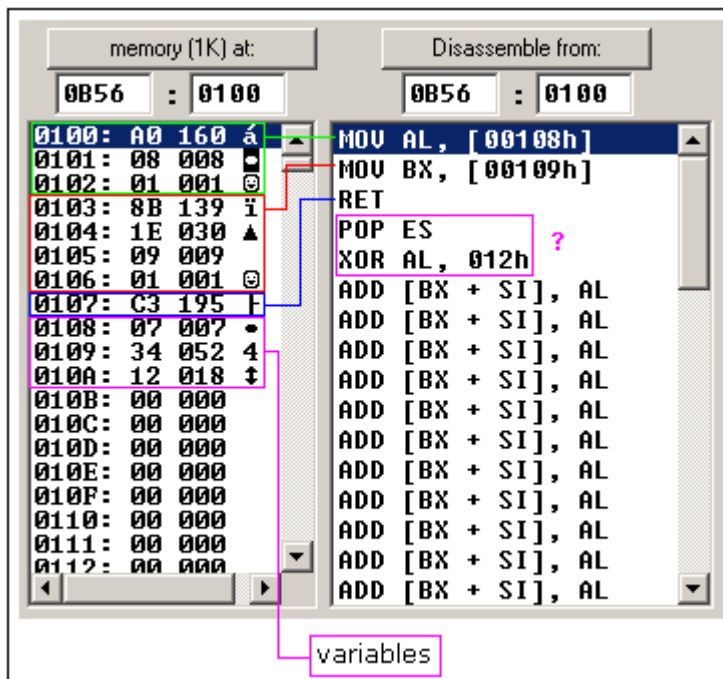 memory (1K) at:
Disassemble from:
0B56 : 0100
0B56 : 0100
0100: A0 160 á
0101: 08 008 ◘
0102: 01 001 ☺
0103: 8B 139 ï
0104: 1E 030 ▲
0105: 09 009
0106: 01 001 ☺
0107: C3 195 ├
0108: 07 007 •
0109: 34 052 4
010A: 12 018 ↕
010B: 00 000
010C: 00 000
010D: 00 000
010E: 00 000
010F: 00 000
0110: 00 000
0111: 00 000
0112: 00 000
MOV AL, [00108h]
MOV BX, [00109h]
RET
POP ES
XOR AL, 012h
?
ADD [BX + SI], AL
ADD [BX + SI], AL
ADD [BX + SI], AL
ADD [BX + SI], AL
ADD [BX + SI], AL
ADD [BX + SI], AL
ADD [BX + SI], AL
ADD [BX + SI], AL
ADD [BX + SI], AL
ADD [BX + SI], AL
ADD [BX + SI], AL
variables